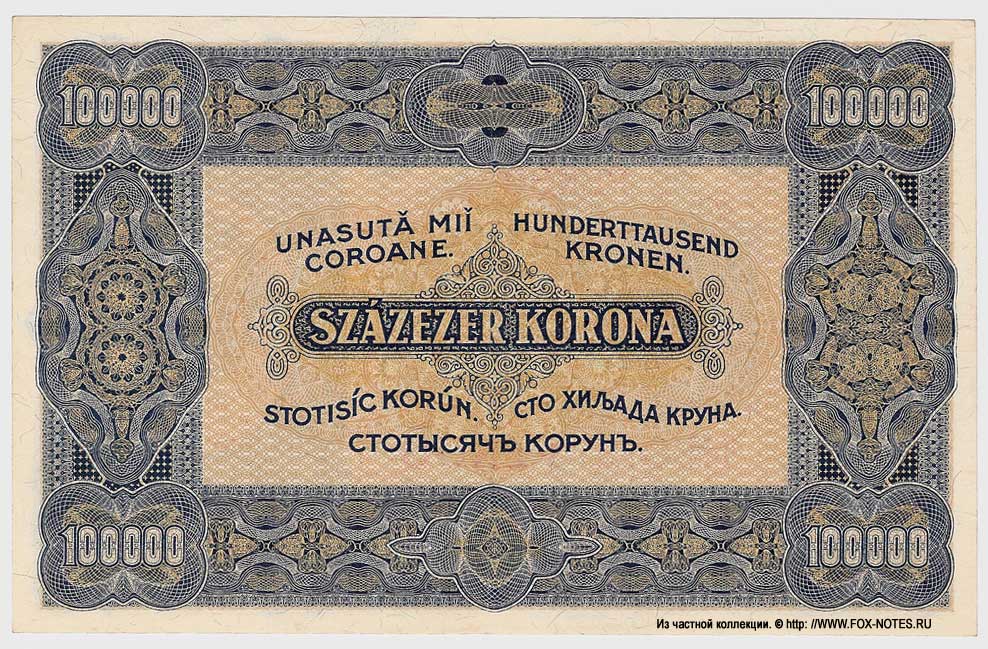 100000 100000
UNASUTĂ MIĬ
COROANE.
HUNDERTTAUSEND
KRONEN.
SZÁZEZER KORONA
STOTISÍC KORÚN.
СТО ХИЉАДА КРУНА.
СТОТЫСЯЧЪ КОРУНЪ.
100000 100000
Из частной коллекции. © http: //WWW.FOX-NOTES.RU